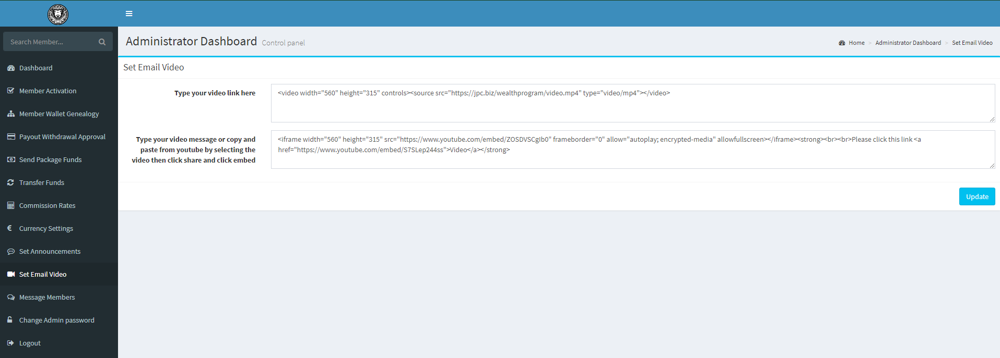 Search Member...
Dashboard
Member Activation
Member Wallet Genealogy
Payout Withdrawal Approval
Send Package Funds
Transfer Funds
Commission Rates
Currency Settings
Set Announcements
Set Email Video
Message Members
Change Admin password
Logout
Administrator Dashboard Control panel
Home > Administrator Dashboard > Set Email Video
Set Email Video
Type your video link here
<video width="560" height="315" controls><source src="https://jpc.biz/wealthprogram/video.mp4" type="video/mp4"></video>
Type your video message or copy and
paste from youtube by selecting the
video then click share and click embed
<iframe width="560" height="315" src="https://www.youtube.com/embed/ZOSDVSCgIb0" frameborder="0" allow="autoplay; encrypted-media" allowfullscreen></iframe><strong><br><br>Please click this link <a
href="https://www.youtube.com/embed/S7SLep244ss">Video</a></strong>
Update